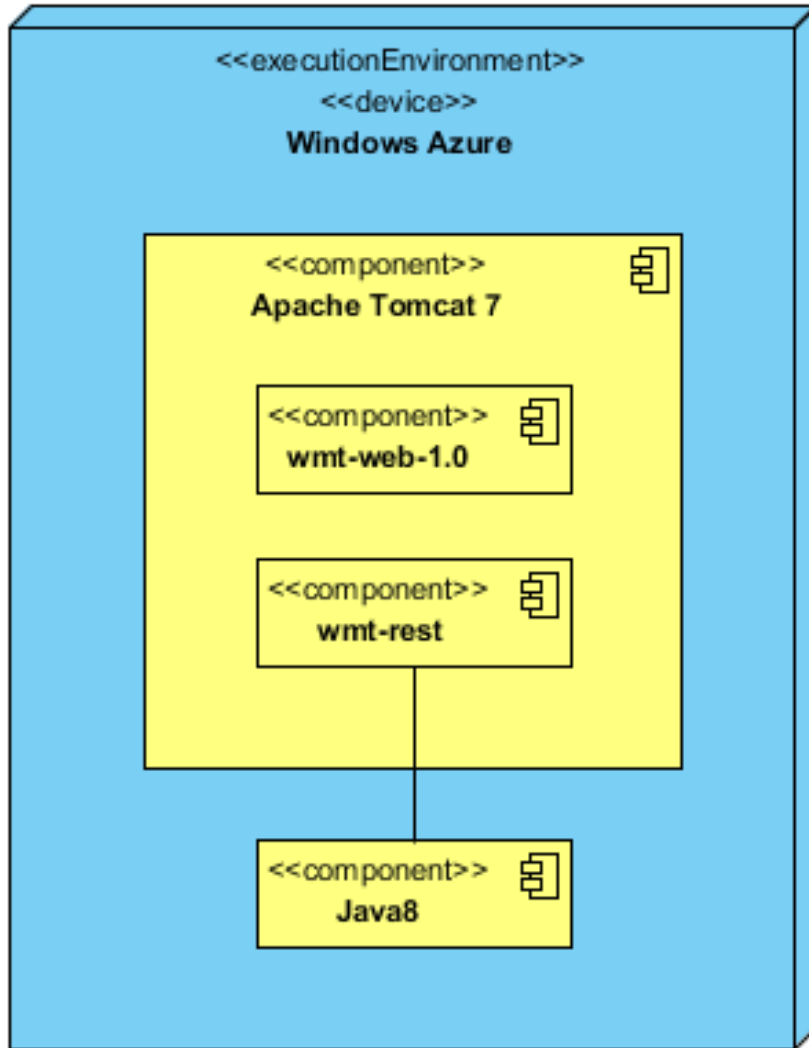 <<executionEnvironment>>
<<device>>
Windows Azure
<<component>>
Apache Tomcat 7
<<component>>
wmt-web-1.0
<<component>>
wmt-rest
<<component>>
Java8